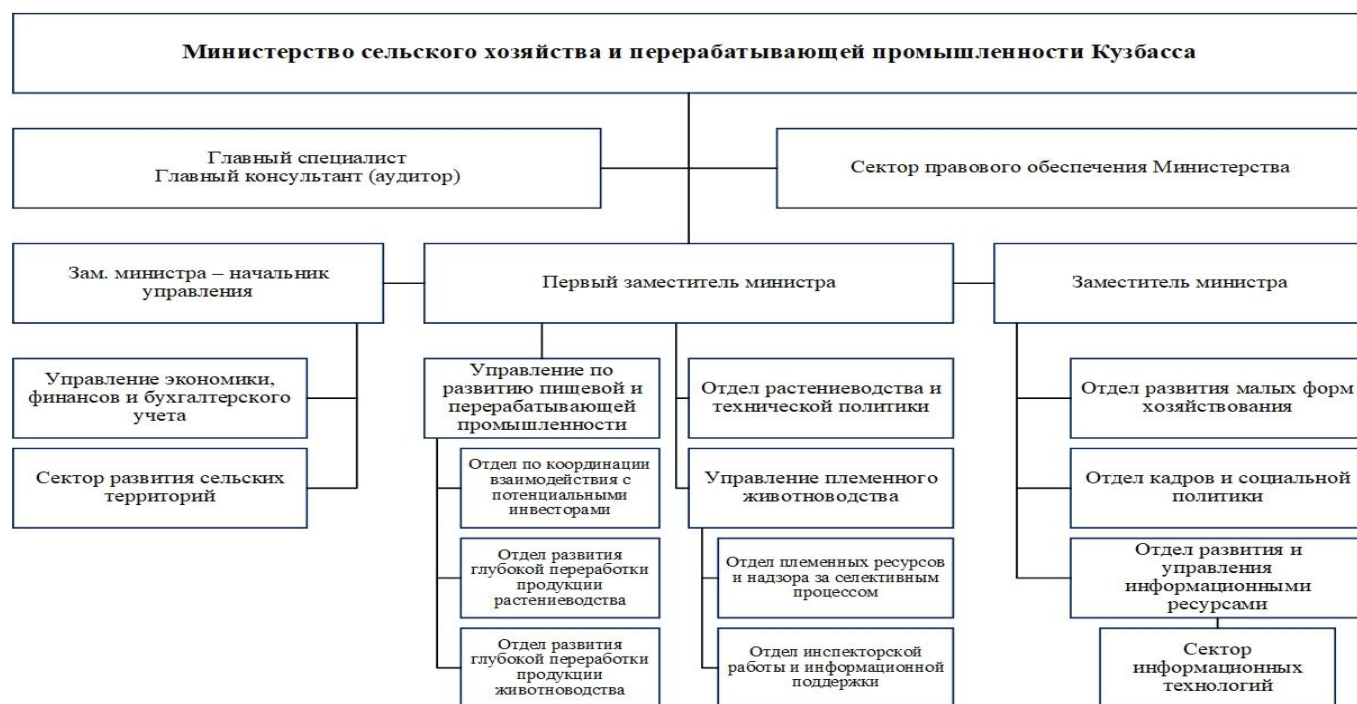 Министерство сельского хозяйства и перерабатывающей промышленности Кузбасса
Главный специалист
Главный консультант (аудитор)
Сектор правового обеспечения Министерства
Зам. министра – начальник
управления
Первый заместитель министра
Заместитель министра
Управление экономики,
финансов и бухгалтерского
учета
Сектор развития сельских
территорий
Управление по
развитию пищевой и
перерабатывающей
промышленности
Отдел по координации
взаимодействия с
потенциальными
инвесторами
Отдел развития
глубокой переработки
продукции
растениеводства
Отдел развития
глубокой переработки
продукции
животноводства
Отдел растениеводства и
технической политики
Управление племенного
животноводства
Отдел племенных ресурсов
и надзора за селективным
процессом
Отдел инспекторской
работы и информационной
поддержки
Отдел развития малых форм
хозяйствования
Отдел кадров и социальной
политики
Отдел развития и
управления
информационными
ресурсами
Сектор
информационных
технологий